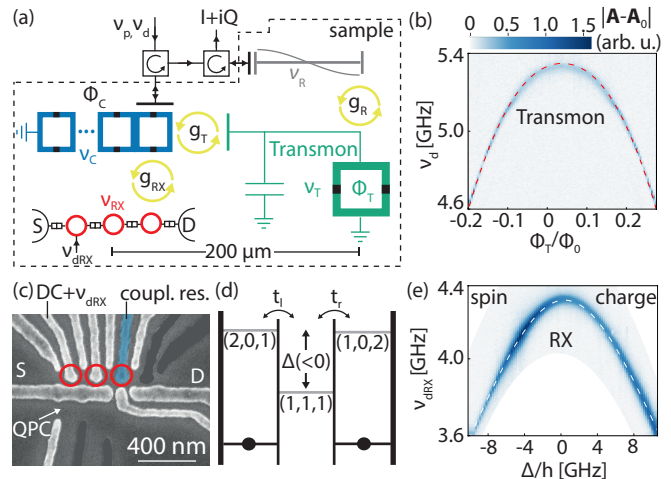 (a)
ν_p,ν_d
I+iQ
sample
Φ_C
ν_R
g_R
g_T
ν_C
g_RX
Transmon
ν_T
Φ_T
ν_RX
S
D
ν_dRX
200 μm
(b)
|A-A_0|
0 0.5 1.0 1.5 (arb. u.)
5.4
5.0
4.6
ν_d [GHz]
Transmon
-0.2 -0.1 0 0.1 0.2
Φ_T/Φ_0
(c)
DC+ν_dRX
coupl. res.
S
D
QPC
400 nm
(d)
t_l
t_r
(2,0,1)
Δ(<0)
(1,0,2)
(1,1,1)
(e)
4.4
4.0
3.6
ν_dRX [GHz]
spin
charge
RX
-8 -4 0 4 8
Δ/h [GHz]